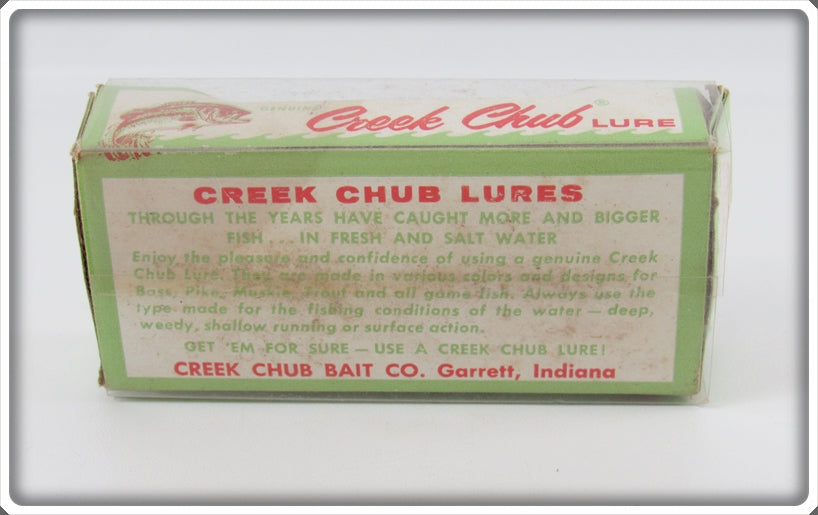 GENUINE Creek Chub® LURE
CREEK CHUB LURES
THROUGH THE YEARS HAVE CAUGHT MORE AND BIGGER
FISH... IN FRESH AND SALT WATER
Enjoy the pleasure and confidence of using a genuine Creek
Chub Lure. They are made in various colors and designs for
Bass, Pike, Muskie, Trout and all game fish. Always use the
type made for the fishing conditions of the water — deep,
weedy, shallow running or surface action.
GET 'EM FOR SURE — USE A CREEK CHUB LURE!
CREEK CHUB BAIT CO. Garrett, Indiana